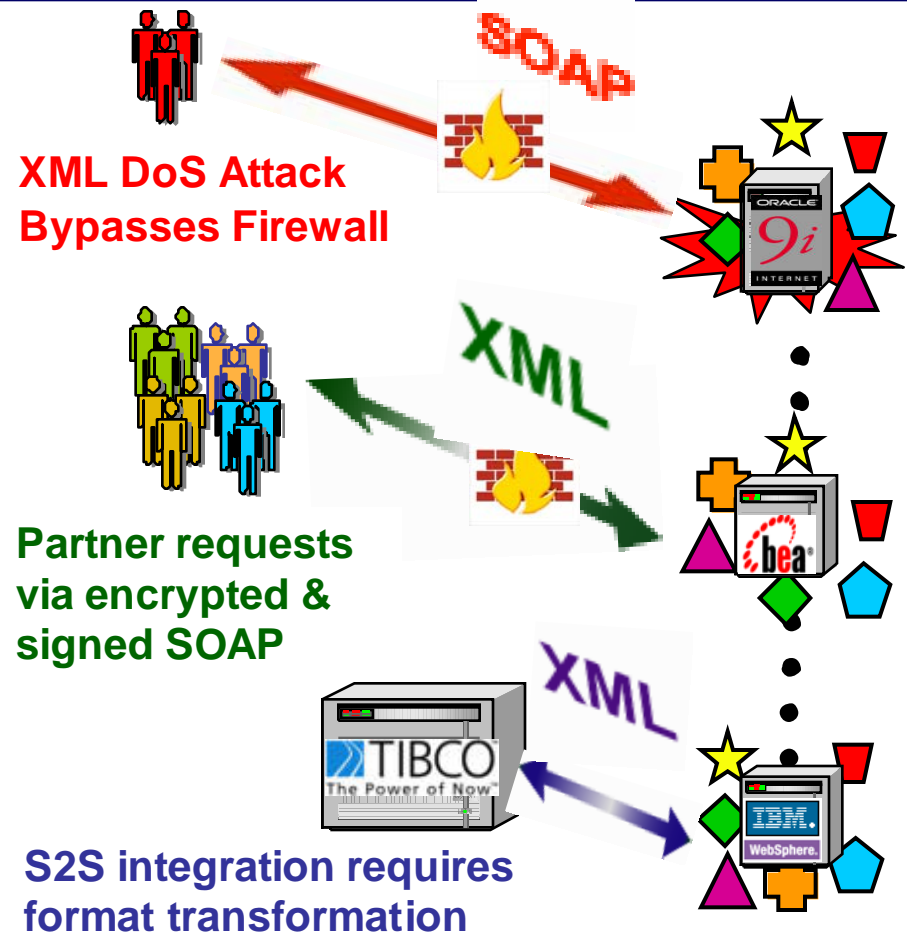 SOAP
XML DoS Attack
Bypasses Firewall
ORACLE
9i
INTERNET
XML
Partner requests
via encrypted &
signed SOAP
bea
XML
TIBCO
The Power of Now™
IBM.
WebSphere.
S2S integration requires
format transformation